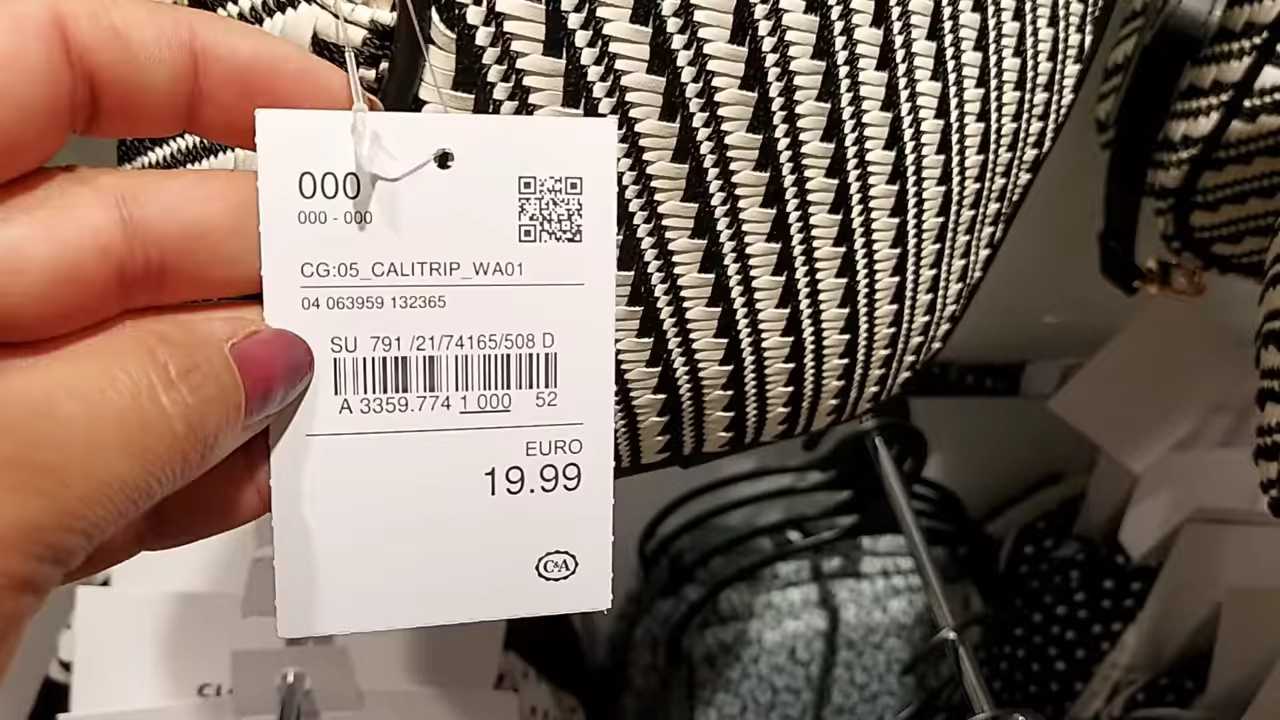 000
000 - 000
CG:05_CALITRIP_WA01
04 063959 132365
SU 791 /21/74165/508 D
A 3359.774 1 000 52
EURO
19.99
C&A